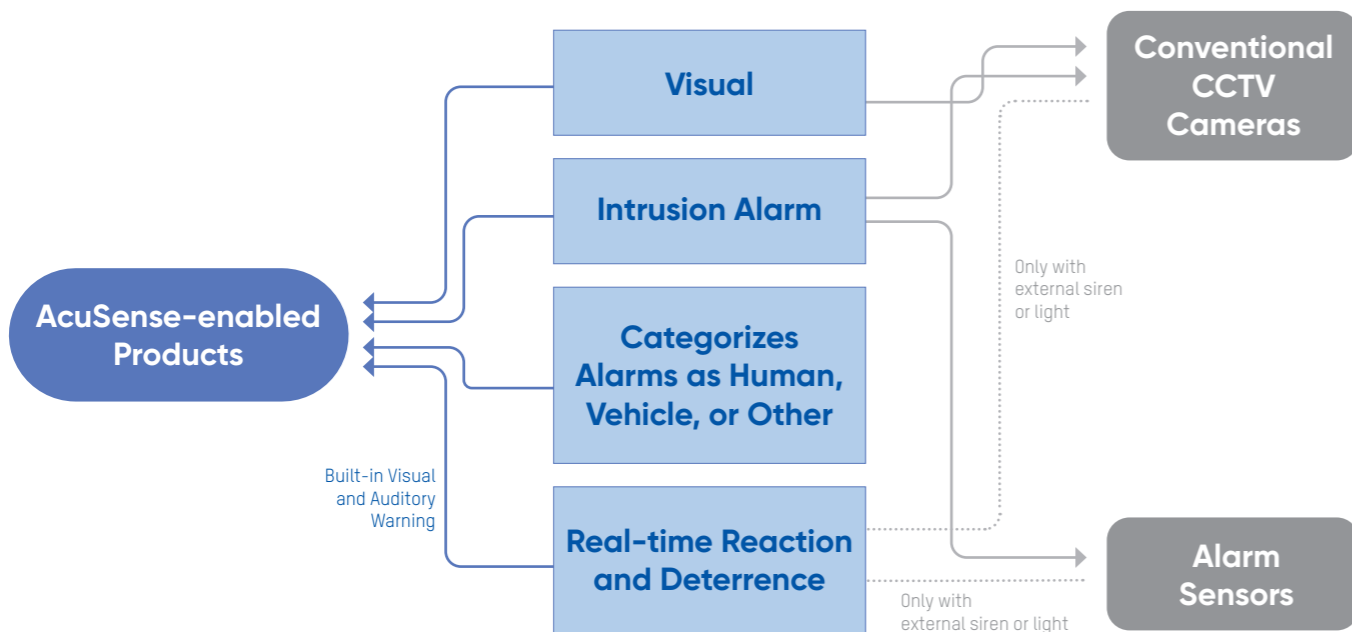 AcuSense-enabled
Products
Built-in Visual
and Auditory
Warning
Visual
Intrusion Alarm
Categorizes
Alarms as Human,
Vehicle, or Other
Real-time Reaction
and Deterrence
Only with
external siren
or light
Only with
external siren or light
Conventional
CCTV
Cameras
Alarm
Sensors